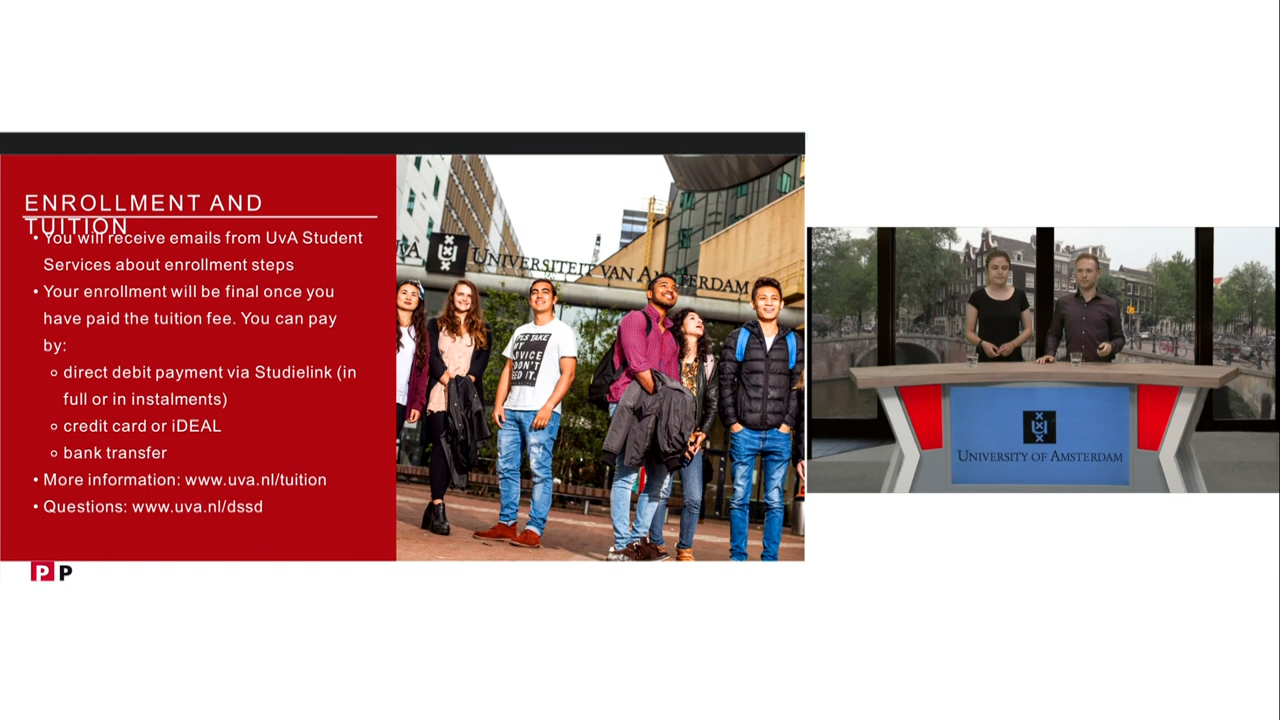 ENROLLMENT AND
TUITION
• You will receive emails from UvA Student
Services about enrollment steps
• Your enrollment will be final once you
have paid the tuition fee. You can pay
by:
○ direct debit payment via Studielink (in
full or in instalments)
○ credit card or iDEAL
○ bank transfer
• More information: www.uva.nl/tuition
• Questions: www.uva.nl/dssd
P P
UVA UNIVERSITEIT VAN AMSTERDAM
DON'T
UNIVERSITY OF AMSTERDAM